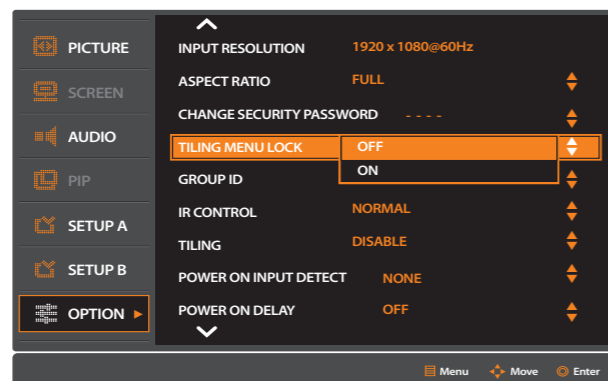 PICTURE
SCREEN
AUDIO
PIP
SETUP A
SETUP B
OPTION
INPUT RESOLUTION 1920 x 1080@60Hz
ASPECT RATIO FULL
CHANGE SECURITY PASSWORD - - - -
TILING MENU LOCK OFF
ON
GROUP ID
IR CONTROL NORMAL
TILING DISABLE
POWER ON INPUT DETECT NONE
POWER ON DELAY OFF
Menu Move Enter